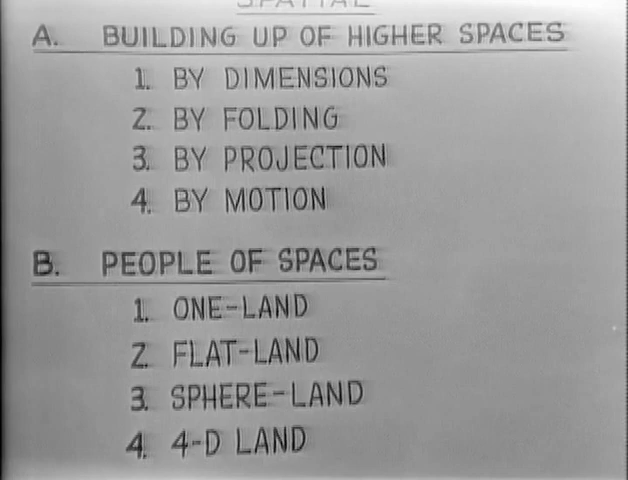 SPATIAL
A. BUILDING UP OF HIGHER SPACES
1. BY DIMENSIONS
2. BY FOLDING
3. BY PROJECTION
4. BY MOTION
B. PEOPLE OF SPACES
1. ONE-LAND
2. FLAT-LAND
3. SPHERE-LAND
4. 4-D LAND